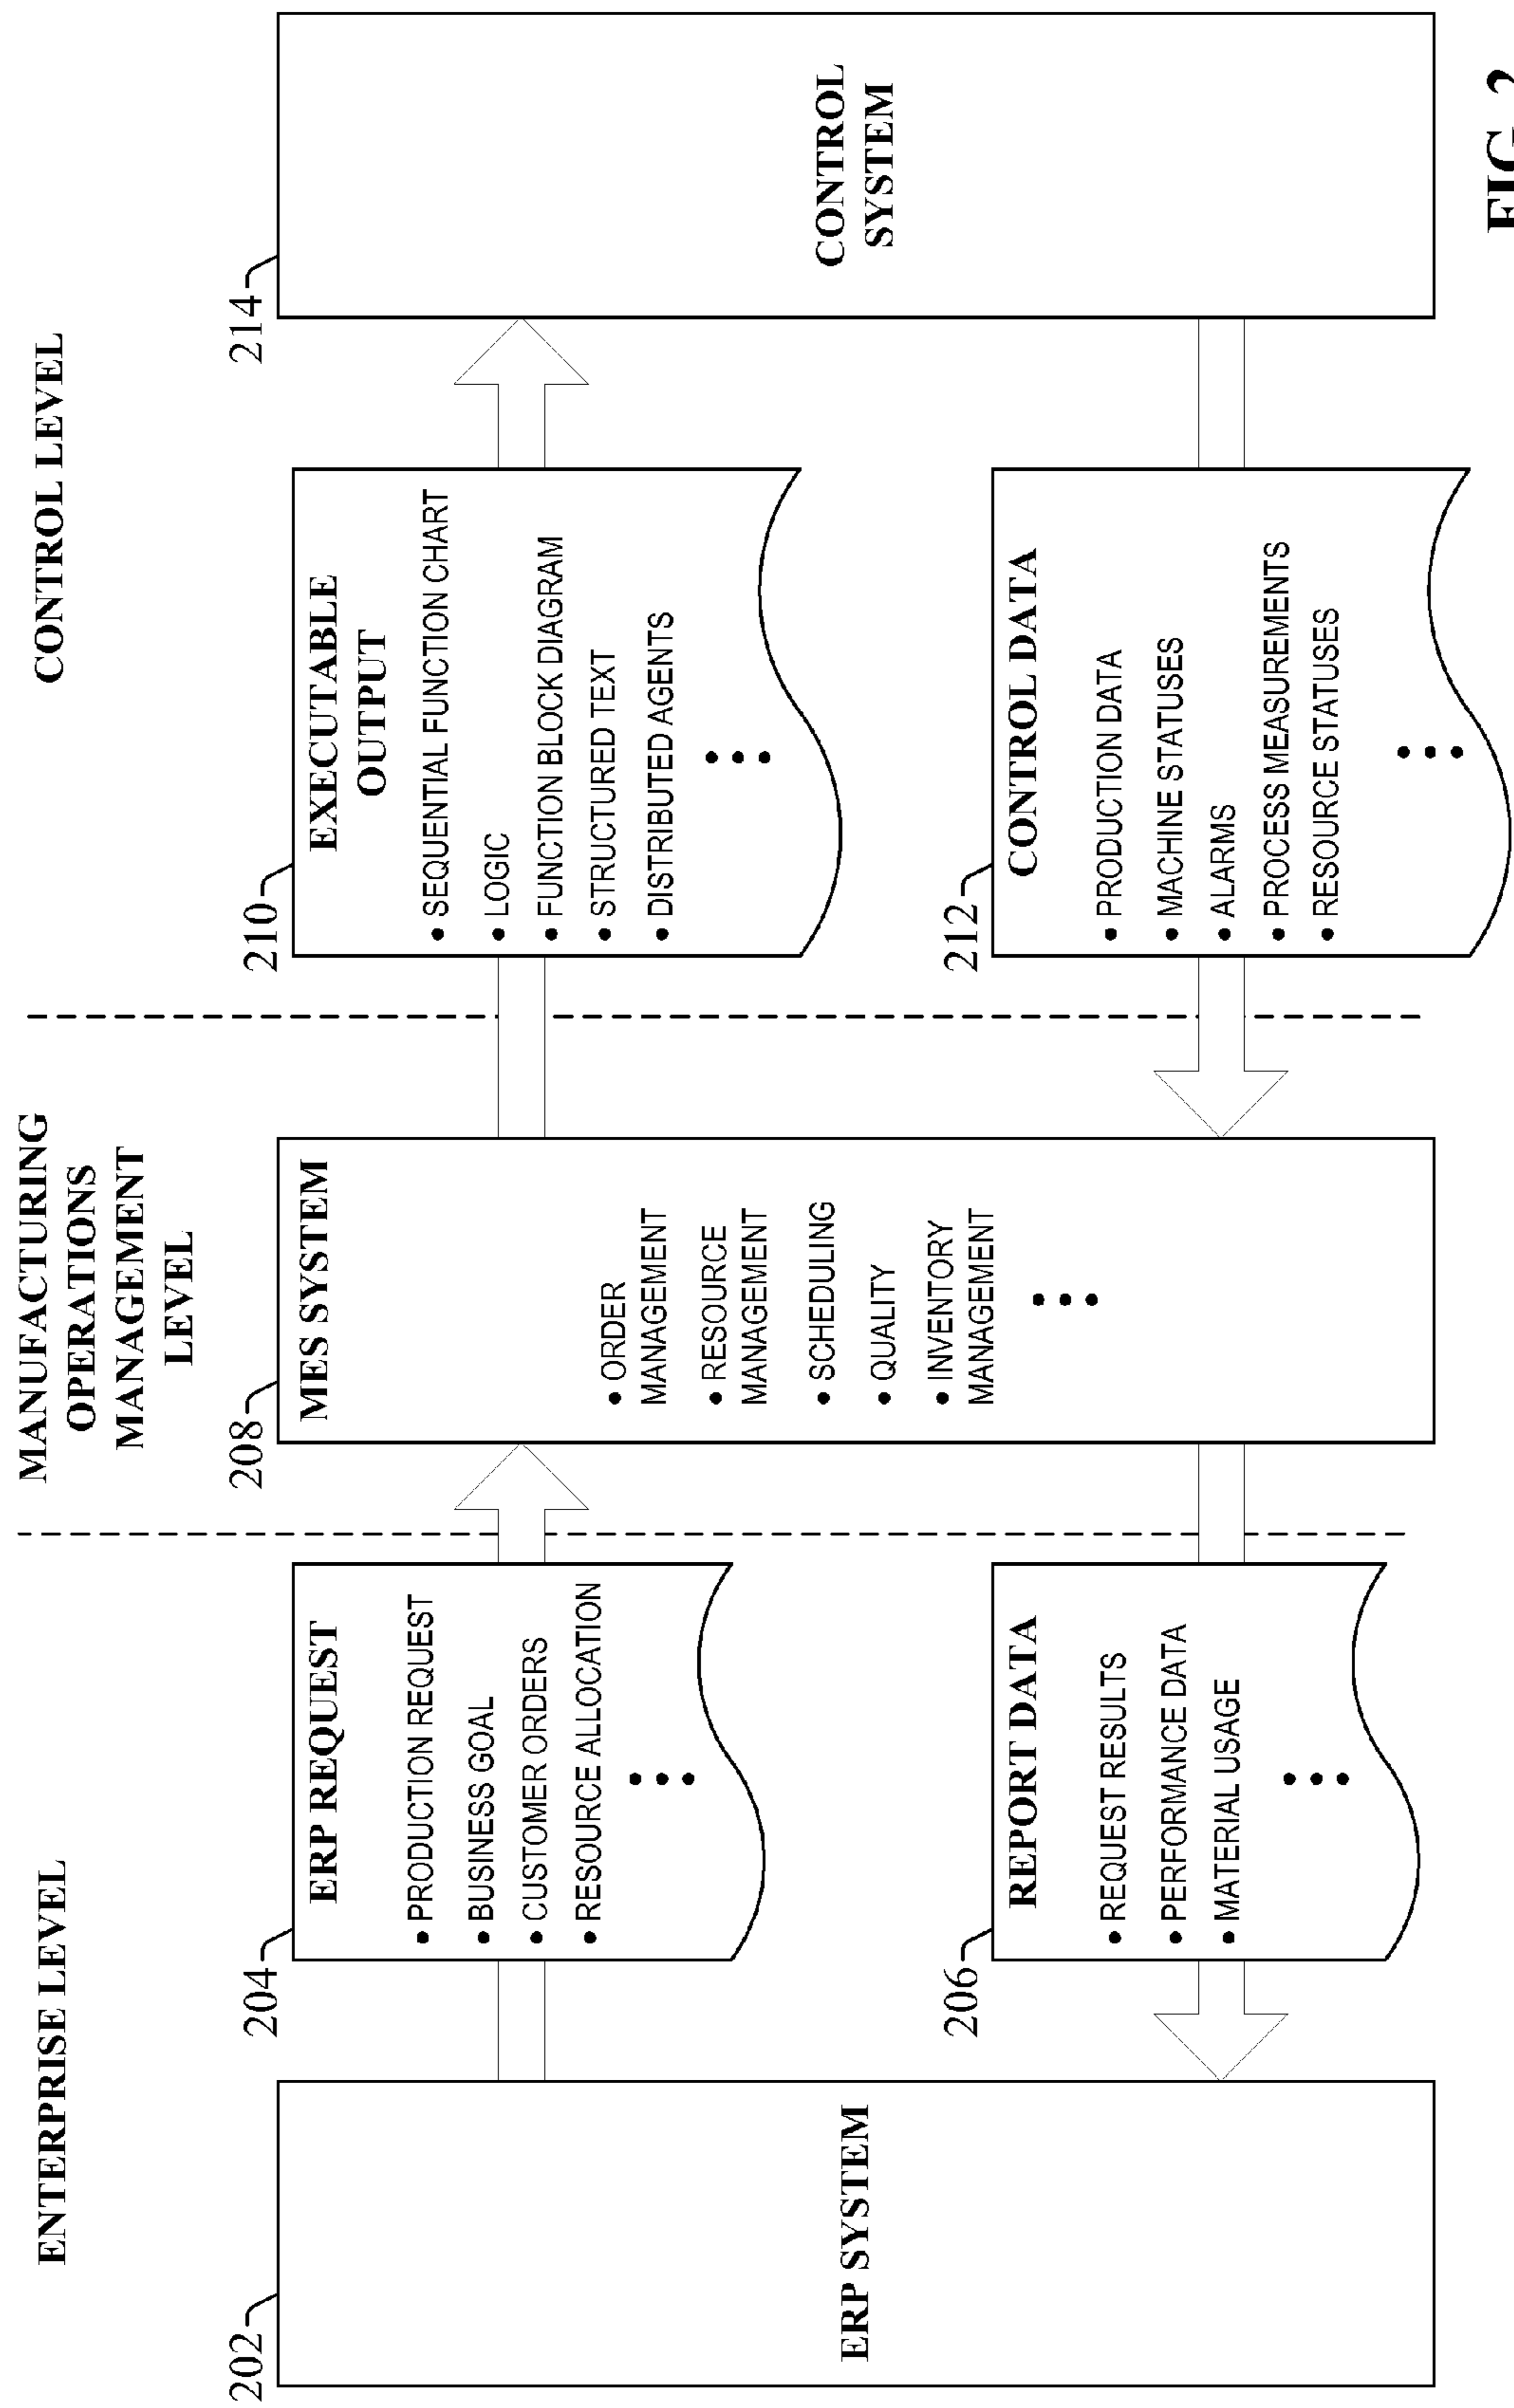 ENTERPRISE LEVEL
MANUFACTURING
OPERATIONS
MANAGEMENT
LEVEL
CONTROL LEVEL
202
ERP SYSTEM
204
ERP REQUEST
• PRODUCTION REQUEST
• BUSINESS GOAL
• CUSTOMER ORDERS
• RESOURCE ALLOCATION
206
REPORT DATA
• REQUEST RESULTS
• PERFORMANCE DATA
• MATERIAL USAGE
208
MES SYSTEM
• ORDER
MANAGEMENT
• RESOURCE
MANAGEMENT
• SCHEDULING
• QUALITY
• INVENTORY
MANAGEMENT
210
EXECUTABLE
OUTPUT
• SEQUENTIAL FUNCTION CHART
• LOGIC
• FUNCTION BLOCK DIAGRAM
• STRUCTURED TEXT
• DISTRIBUTED AGENTS
212
CONTROL DATA
• PRODUCTION DATA
• MACHINE STATUSES
• ALARMS
• PROCESS MEASUREMENTS
• RESOURCE STATUSES
214
CONTROL
SYSTEM
FIG. 2